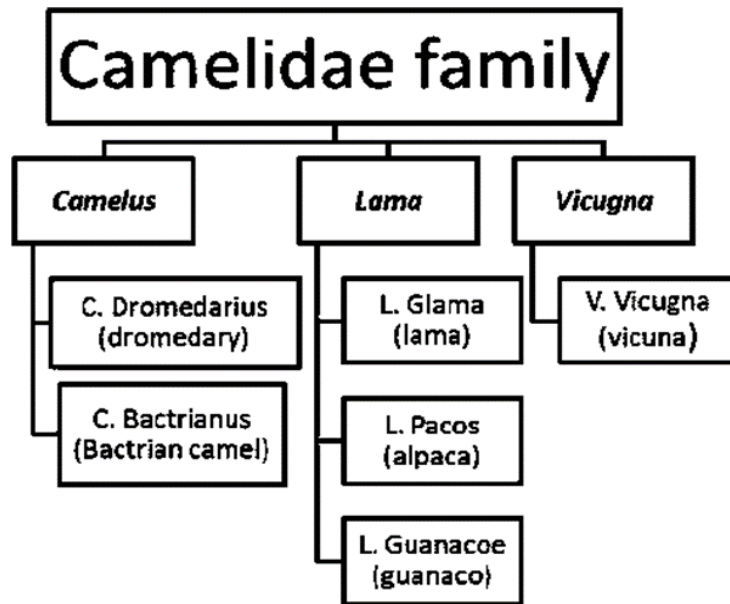 Camelidae family
Camelus
Lama
Vicugna
C. Dromedarius
(dromedary)
C. Bactrianus
(Bactrian camel)
L. Glama
(lama)
L. Pacos
(alpaca)
L. Guanacoe
(guanaco)
V. Vicugna
(vicuna)